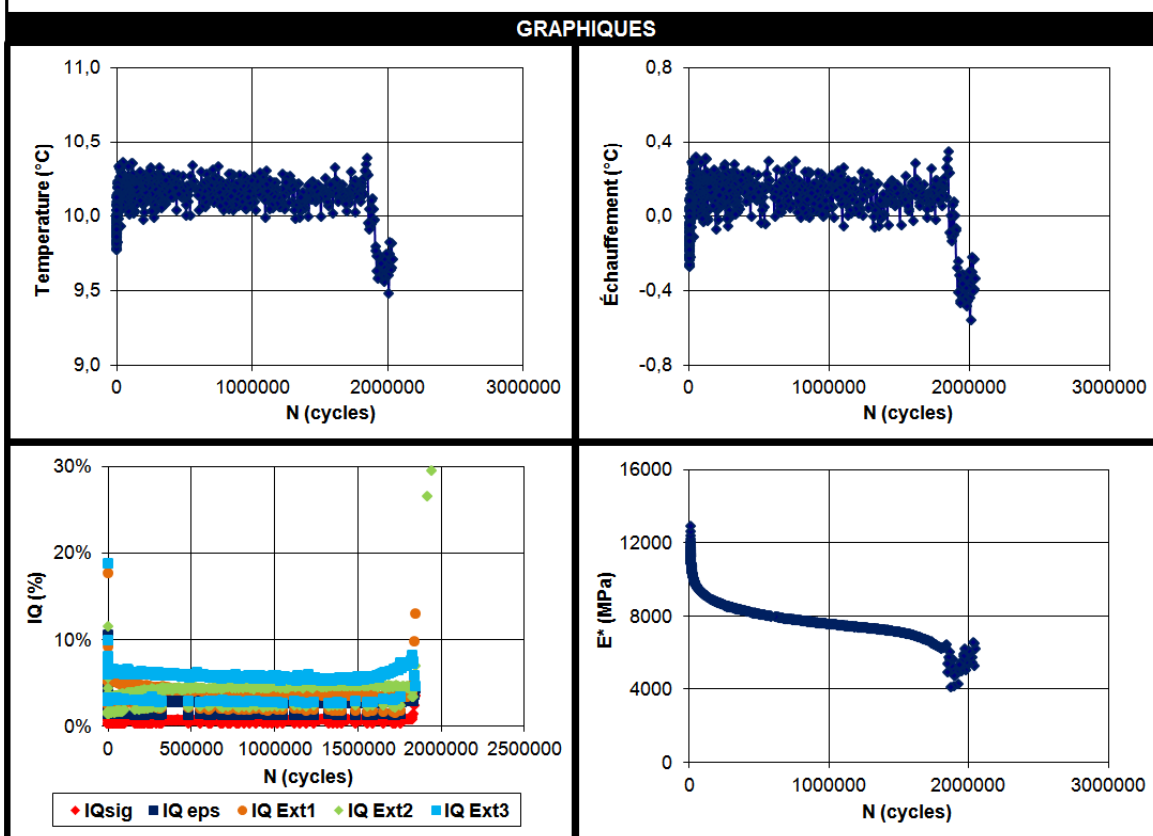 GRAPHIQUES
11,0
10,5
10,0
9,5
9,0
Temperature (°C)
0
1000000
2000000
3000000
N (cycles)
0,8
0,4
0,0
-0,4
-0,8
Échauffement (°C)
0
1000000
2000000
3000000
N (cycles)
30%
20%
10%
0%
IQ (%)
0
500000
1000000
1500000
2000000
2500000
N (cycles)
IQsig
IQ eps
IQ Ext1
IQ Ext2
IQ Ext3
16000
12000
8000
4000
0
E* (MPa)
0
1000000
2000000
3000000
N (cycles)